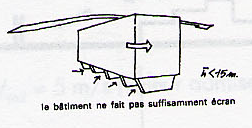 h̄<15m.
le bâtiment ne fait pas suffisamment écran